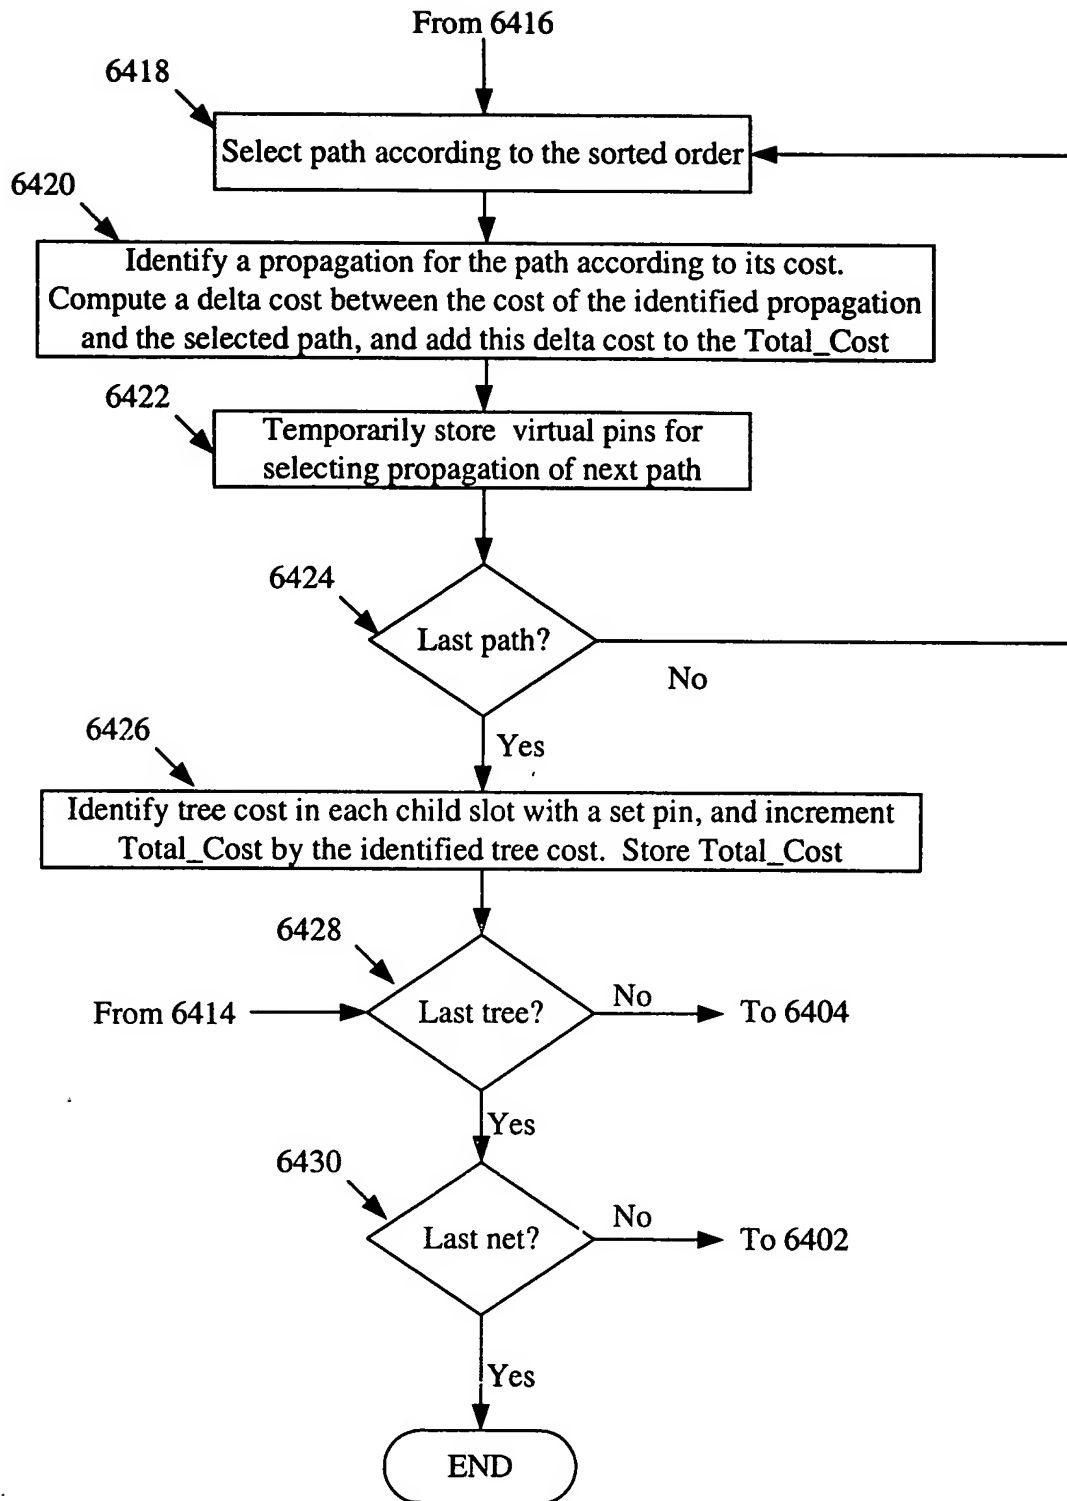 From 6416
6418
Select path according to the sorted order
6420
Identify a propagation for the path according to its cost.
Compute a delta cost between the cost of the identified propagation
and the selected path, and add this delta cost to the Total_Cost
6422
Temporarily store virtual pins for
selecting propagation of next path
6424
Last path?
No
Yes
6426
Identify tree cost in each child slot with a set pin, and increment
Total_Cost by the identified tree cost. Store Total_Cost
6428
From 6414
Last tree?
No
To 6404
Yes
6430
Last net?
No
To 6402
Yes
END